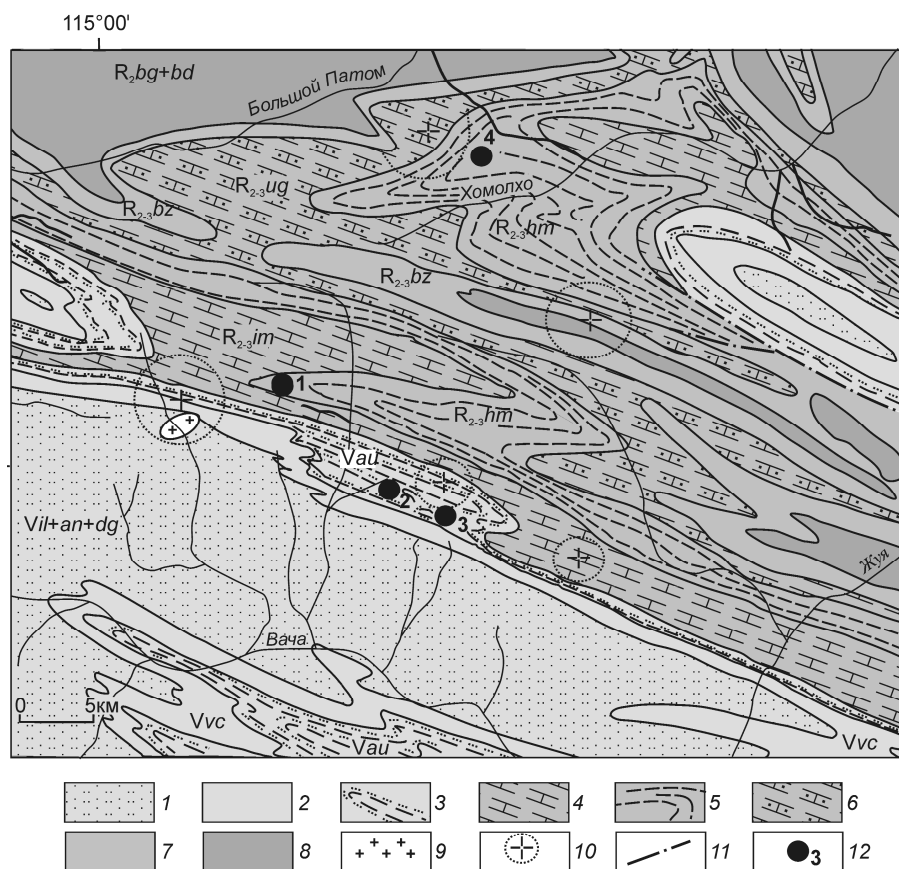 115°00'
R₂bg+bd
Большой Патом
4
R₂₋₃ug
Хомолхо
R₂₋₃bz
R₂₋₃hm
R₂₋₃bz
R₂₋₃im
1
R₂₋₃hm
Vau
2
3
Vil+an+dg
Жуя
Вача
0 5км
Vvc
Vau
Vvc
1 2 3 4 5 6
7 8 9 10 11 3 12